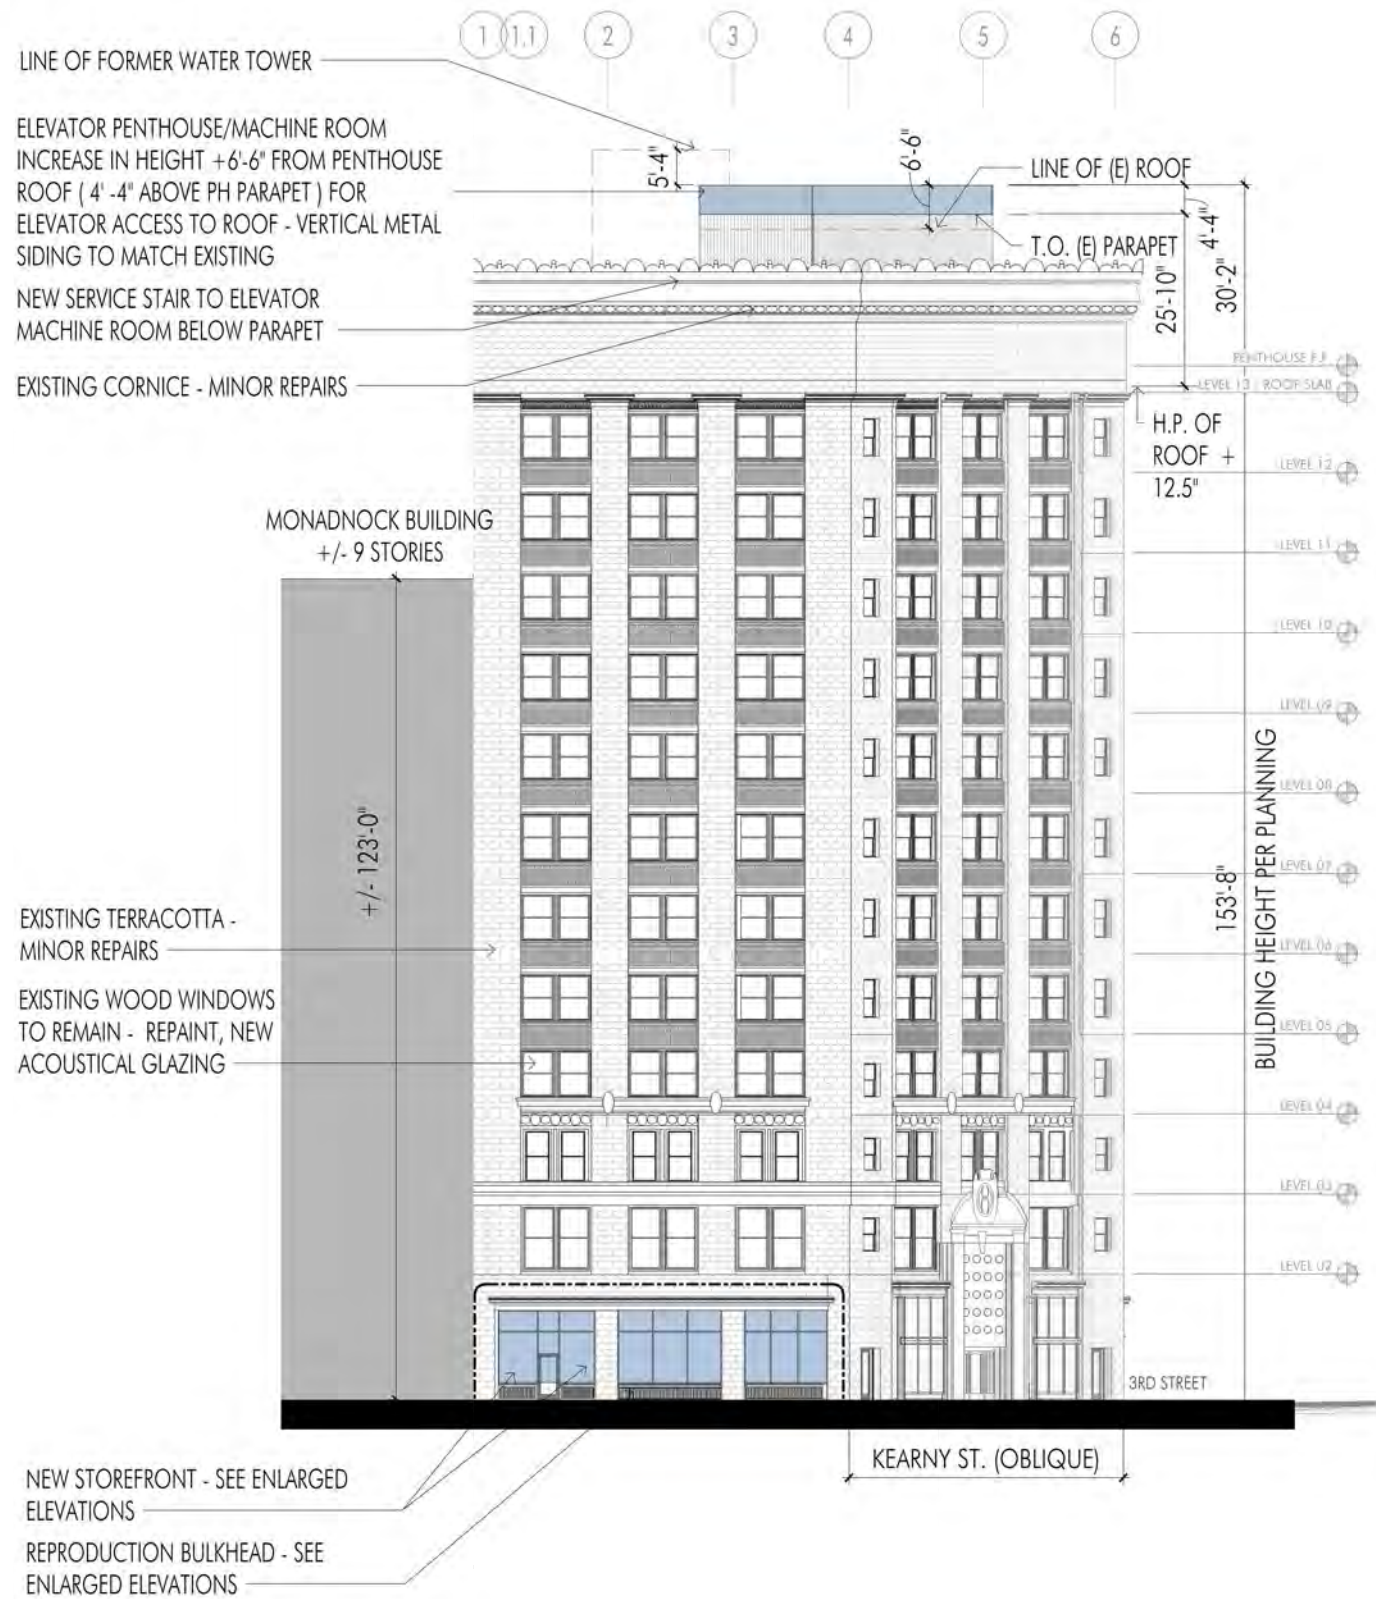 1
1.1
2
3
4
5
6
LINE OF FORMER WATER TOWER
ELEVATOR PENTHOUSE/MACHINE ROOM
INCREASE IN HEIGHT +6'-6" FROM PENTHOUSE
ROOF ( 4' -4" ABOVE PH PARAPET ) FOR
ELEVATOR ACCESS TO ROOF - VERTICAL METAL
SIDING TO MATCH EXISTING
NEW SERVICE STAIR TO ELEVATOR
MACHINE ROOM BELOW PARAPET
EXISTING CORNICE - MINOR REPAIRS
5'-4"
6'-6"
LINE OF (E) ROOF
T.O. (E) PARAPET
4'-4"
25'-10"
30'-2"
PENTHOUSE F.F.
LEVEL 13 / ROOF SLAB
H.P. OF
ROOF +
12.5"
LEVEL 12
LEVEL 11
LEVEL 10
LEVEL 09
LEVEL 08
LEVEL 07
LEVEL 06
LEVEL 05
LEVEL 04
LEVEL 03
LEVEL 02
MONADNOCK BUILDING
+/- 9 STORIES
+/- 123'-0"
153'-8"
BUILDING HEIGHT PER PLANNING
EXISTING TERRACOTTA -
MINOR REPAIRS
EXISTING WOOD WINDOWS
TO REMAIN - REPAINT, NEW
ACOUSTICAL GLAZING
3RD STREET
KEARNY ST. (OBLIQUE)
NEW STOREFRONT - SEE ENLARGED
ELEVATIONS
REPRODUCTION BULKHEAD - SEE
ENLARGED ELEVATIONS